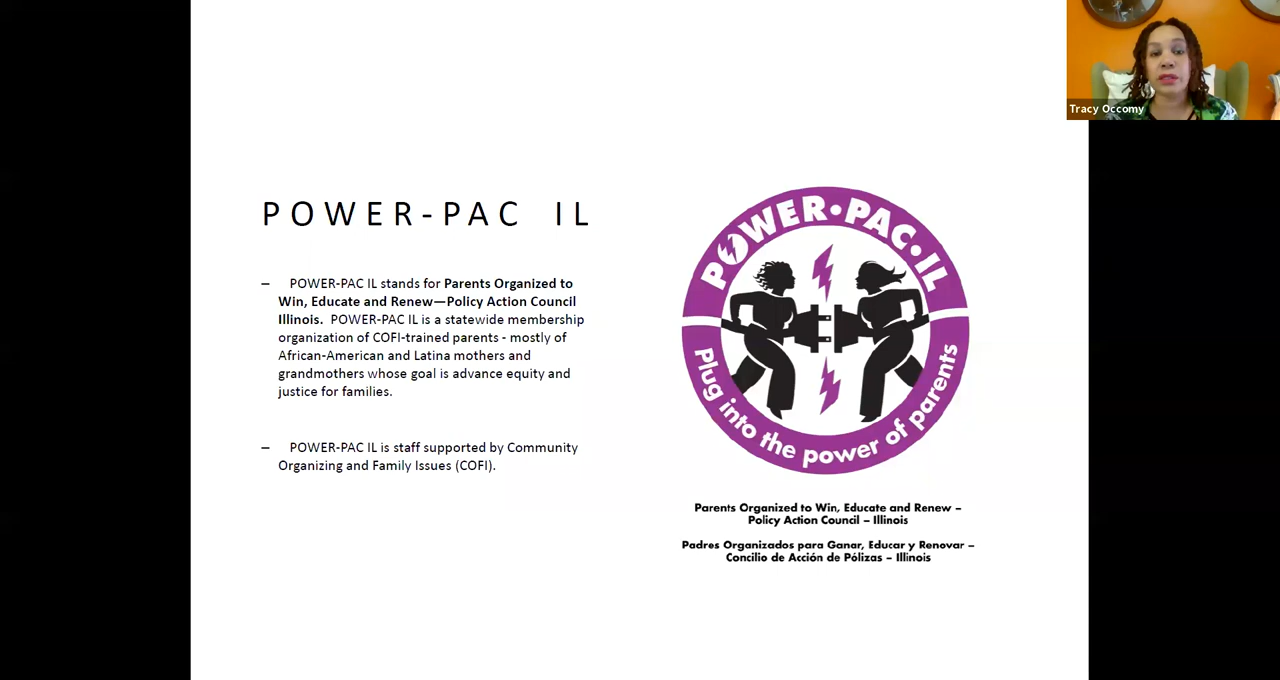 Tracy Occomy
POWER-PAC IL
– POWER-PAC IL stands for Parents Organized to
Win, Educate and Renew—Policy Action Council
Illinois. POWER-PAC IL is a statewide membership
organization of COFI-trained parents - mostly of
African-American and Latina mothers and
grandmothers whose goal is advance equity and
justice for families.
– POWER-PAC IL is staff supported by Community
Organizing and Family Issues (COFI).
POWER•PAC•IL
Plug into the power of parents
Parents Organized to Win, Educate and Renew –
Policy Action Council – Illinois
Padres Organizados para Ganar, Educar y Renovar –
Concilio de Acción de Pólizas – Illinois